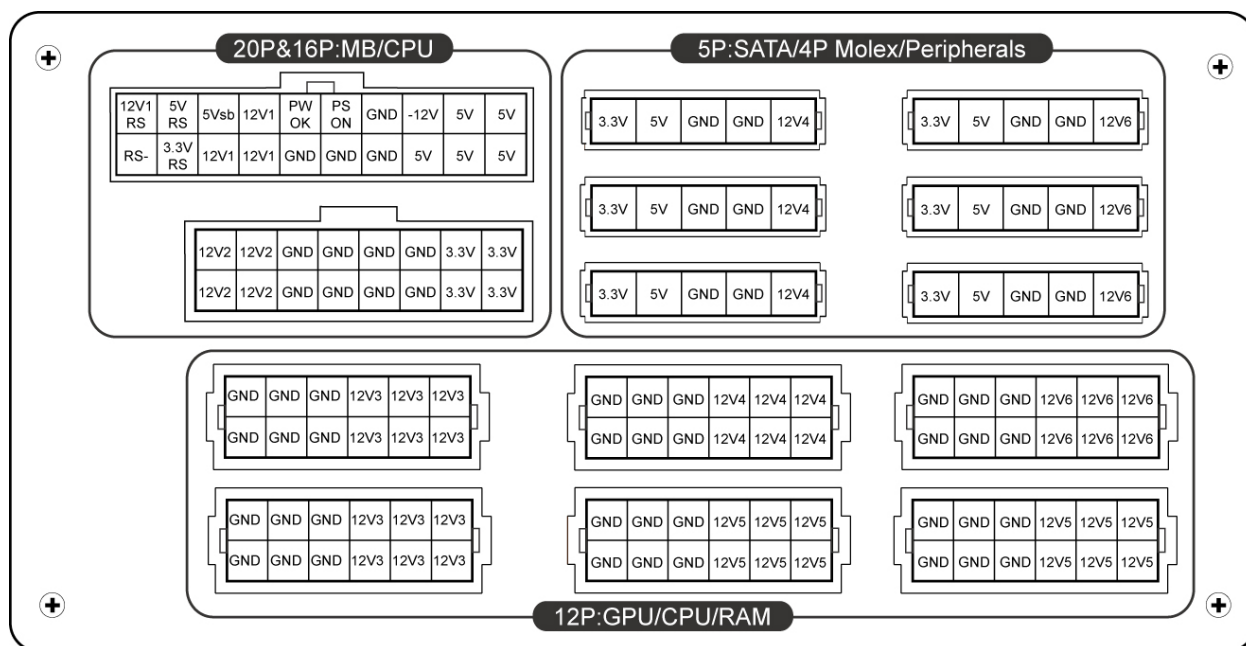 20P&16P:MB/CPU
12V1 RS 5V RS 5Vsb 12V1 PW OK PS ON GND -12V 5V 5V
RS- 3.3V RS 12V1 12V1 GND GND GND 5V 5V 5V
12V2 12V2 GND GND GND GND 3.3V 3.3V
12V2 12V2 GND GND GND GND 3.3V 3.3V
5P:SATA/4P Molex/Peripherals
3.3V 5V GND GND 12V4
3.3V 5V GND GND 12V6
3.3V 5V GND GND 12V4
3.3V 5V GND GND 12V6
3.3V 5V GND GND 12V4
3.3V 5V GND GND 12V6
GND GND GND 12V3 12V3 12V3
GND GND GND 12V3 12V3 12V3
GND GND GND 12V4 12V4 12V4
GND GND GND 12V4 12V4 12V4
GND GND GND 12V6 12V6 12V6
GND GND GND 12V6 12V6 12V6
GND GND GND 12V3 12V3 12V3
GND GND GND 12V3 12V3 12V3
GND GND GND 12V5 12V5 12V5
GND GND GND 12V5 12V5 12V5
GND GND GND 12V5 12V5 12V5
GND GND GND 12V5 12V5 12V5
12P:GPU/CPU/RAM